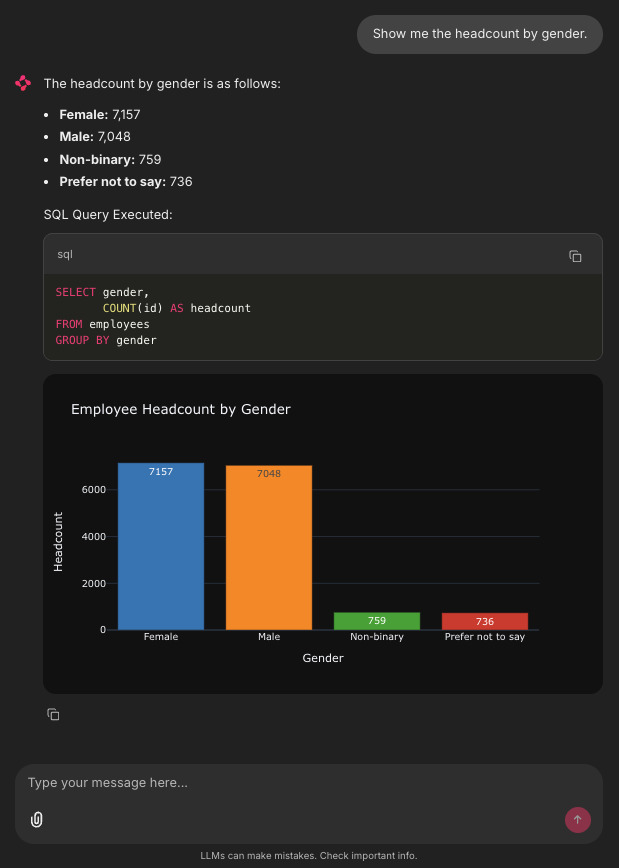 Show me the headcount by gender.
The headcount by gender is as follows:
• Female: 7,157
• Male: 7,048
• Non-binary: 759
• Prefer not to say: 736
SQL Query Executed:
sql
SELECT gender,
       COUNT(id) AS headcount
FROM employees
GROUP BY gender
Employee Headcount by Gender
Headcount
6000
4000
2000
0
7157
7048
759
736
Female Male Non-binary Prefer not to say
Gender
Type your message here...
LLMs can make mistakes. Check important info.